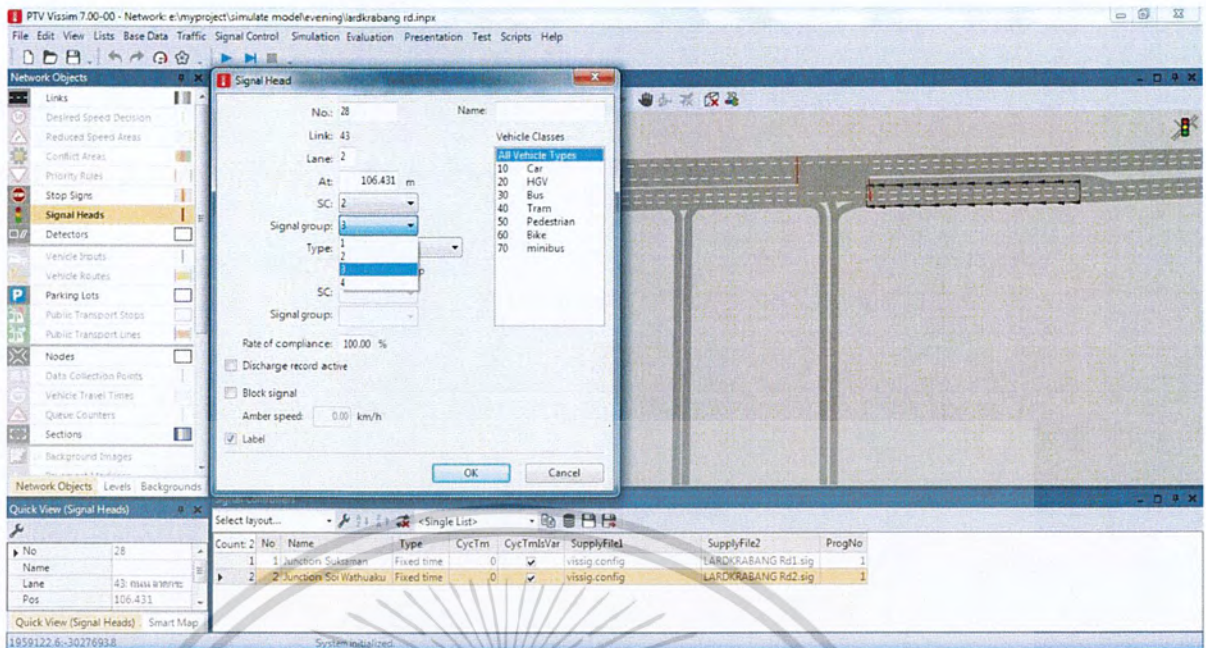 PTV Vissim 7.00-00 - Network: e:\myproject\simulate model\evening\lardkrabang rd.inpx
File Edit View Lists Base Data Traffic Signal Control Simulation Evaluation Presentation Test Scripts Help
Network Objects
Links
Desired Speed Decision
Reduced Speed Areas
Conflict Areas
Priority Rules
Stop Signs
Signal Heads
Detectors
Vehicle Inputs
Vehicle Routes
Parking Lots
Public Transport Stops
Public Transport Lines
Nodes
Data Collection Points
Vehicle Travel Times
Queue Counters
Sections
Background Images
Network Objects Levels Backgrounds
Signal Head
No.: 28 Name:
Link: 43 Vehicle Classes
Lane: 2 All Vehicle Types
At: 106.431 m
SC: 2
Signal group: 3
Type:
1
2
3
4
p
SC:
Signal group:
10 Car
20 HGV
30 Bus
40 Tram
50 Pedestrian
60 Bike
70 minibus
Rate of compliance: 100.00 %
Discharge record active
Block signal
Amber speed: 0.00 km/h
Label
OK Cancel
Quick View (Signal Heads)
No 28
Name
Lane 43:
Pos 106.431
Quick View (Signal Heads) Smart Map
Signal Controllers
Select layout... <Single List>
Count: 2 No Name Type CycTm CycTmIsVar SupplyFile1 SupplyFile2 ProgNo
1 1 Junction Suksaman Fixed time 0 vissig.config LARDKRABANG Rd1.sig 1
2 2 Junction Soi Wathuaku Fixed time 0 vissig.config LARDKRABANG Rd2.sig 1
1959122.6:-3027693.8 System initialized.